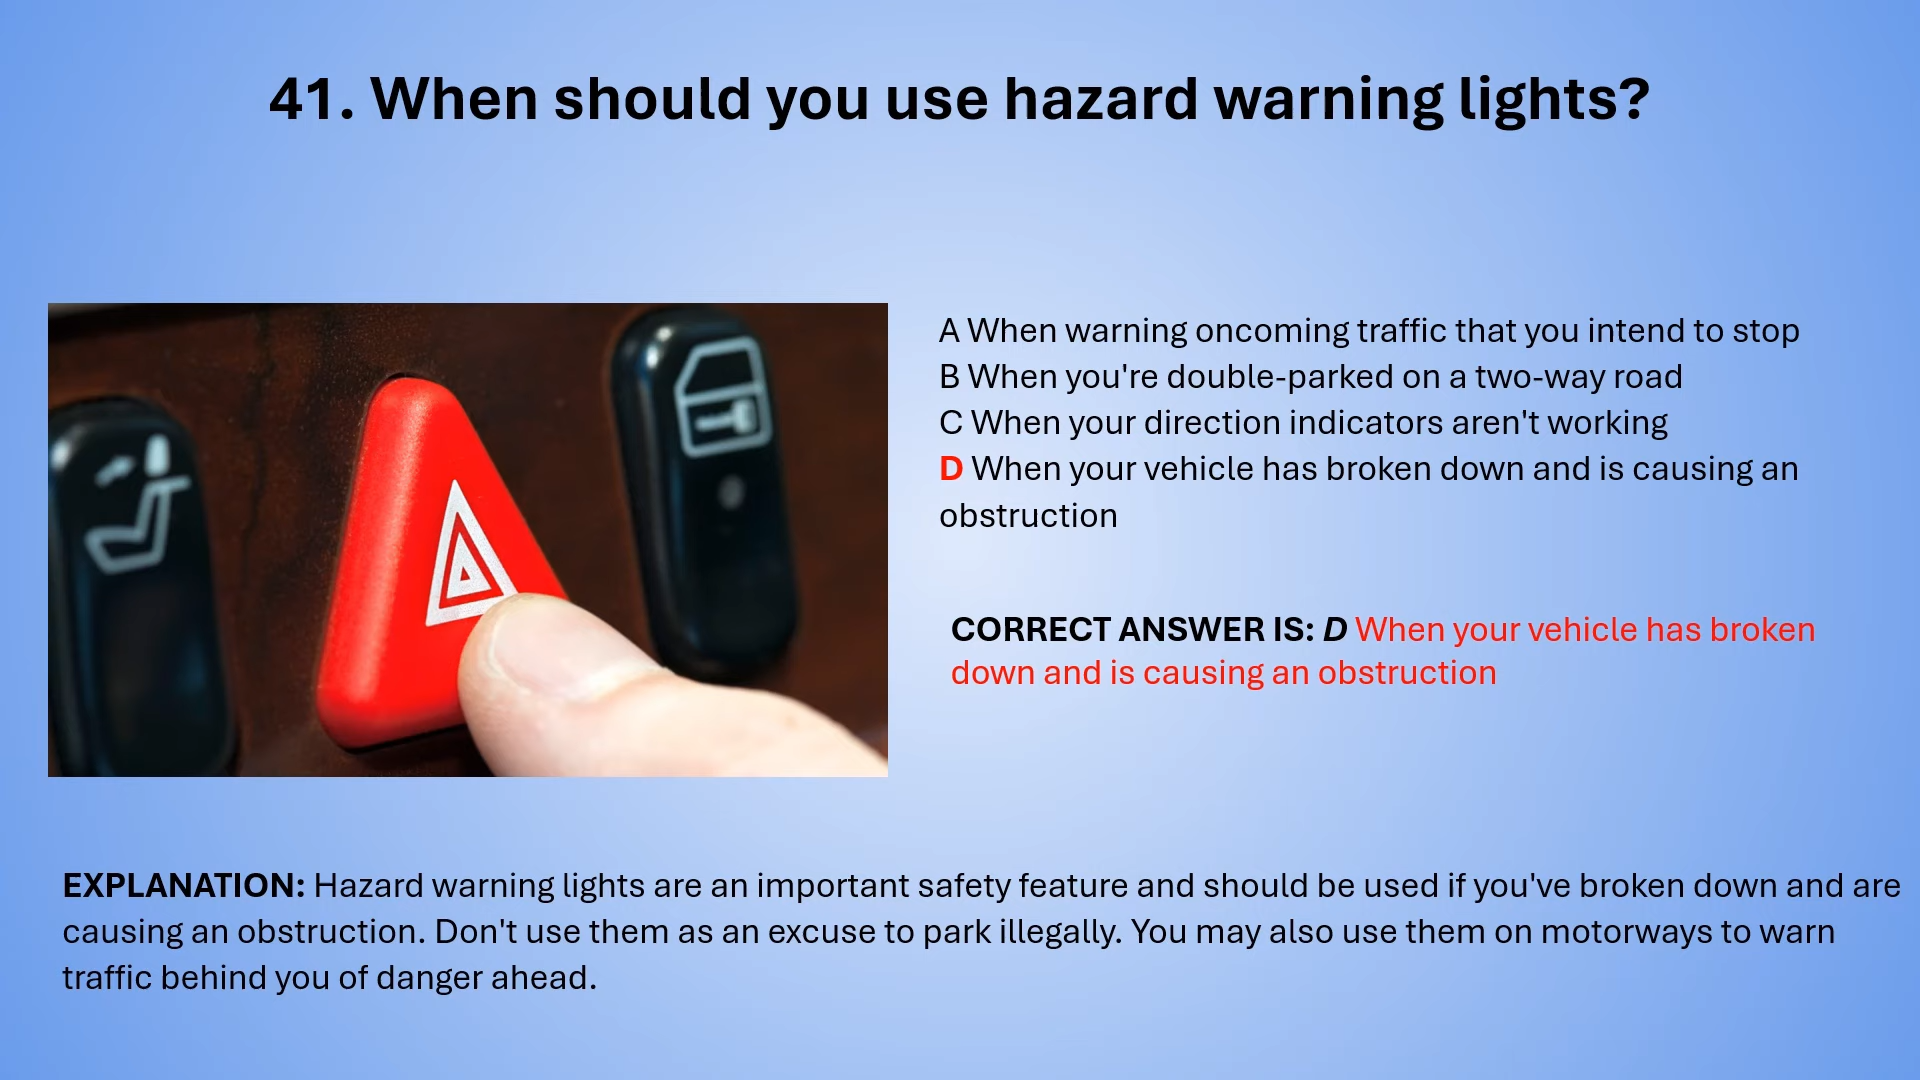 41. When should you use hazard warning lights?
A When warning oncoming traffic that you intend to stop
B When you're double-parked on a two-way road
C When your direction indicators aren't working
D When your vehicle has broken down and is causing an
obstruction
CORRECT ANSWER IS: D When your vehicle has broken
down and is causing an obstruction
EXPLANATION: Hazard warning lights are an important safety feature and should be used if you've broken down and are
causing an obstruction. Don't use them as an excuse to park illegally. You may also use them on motorways to warn
traffic behind you of danger ahead.